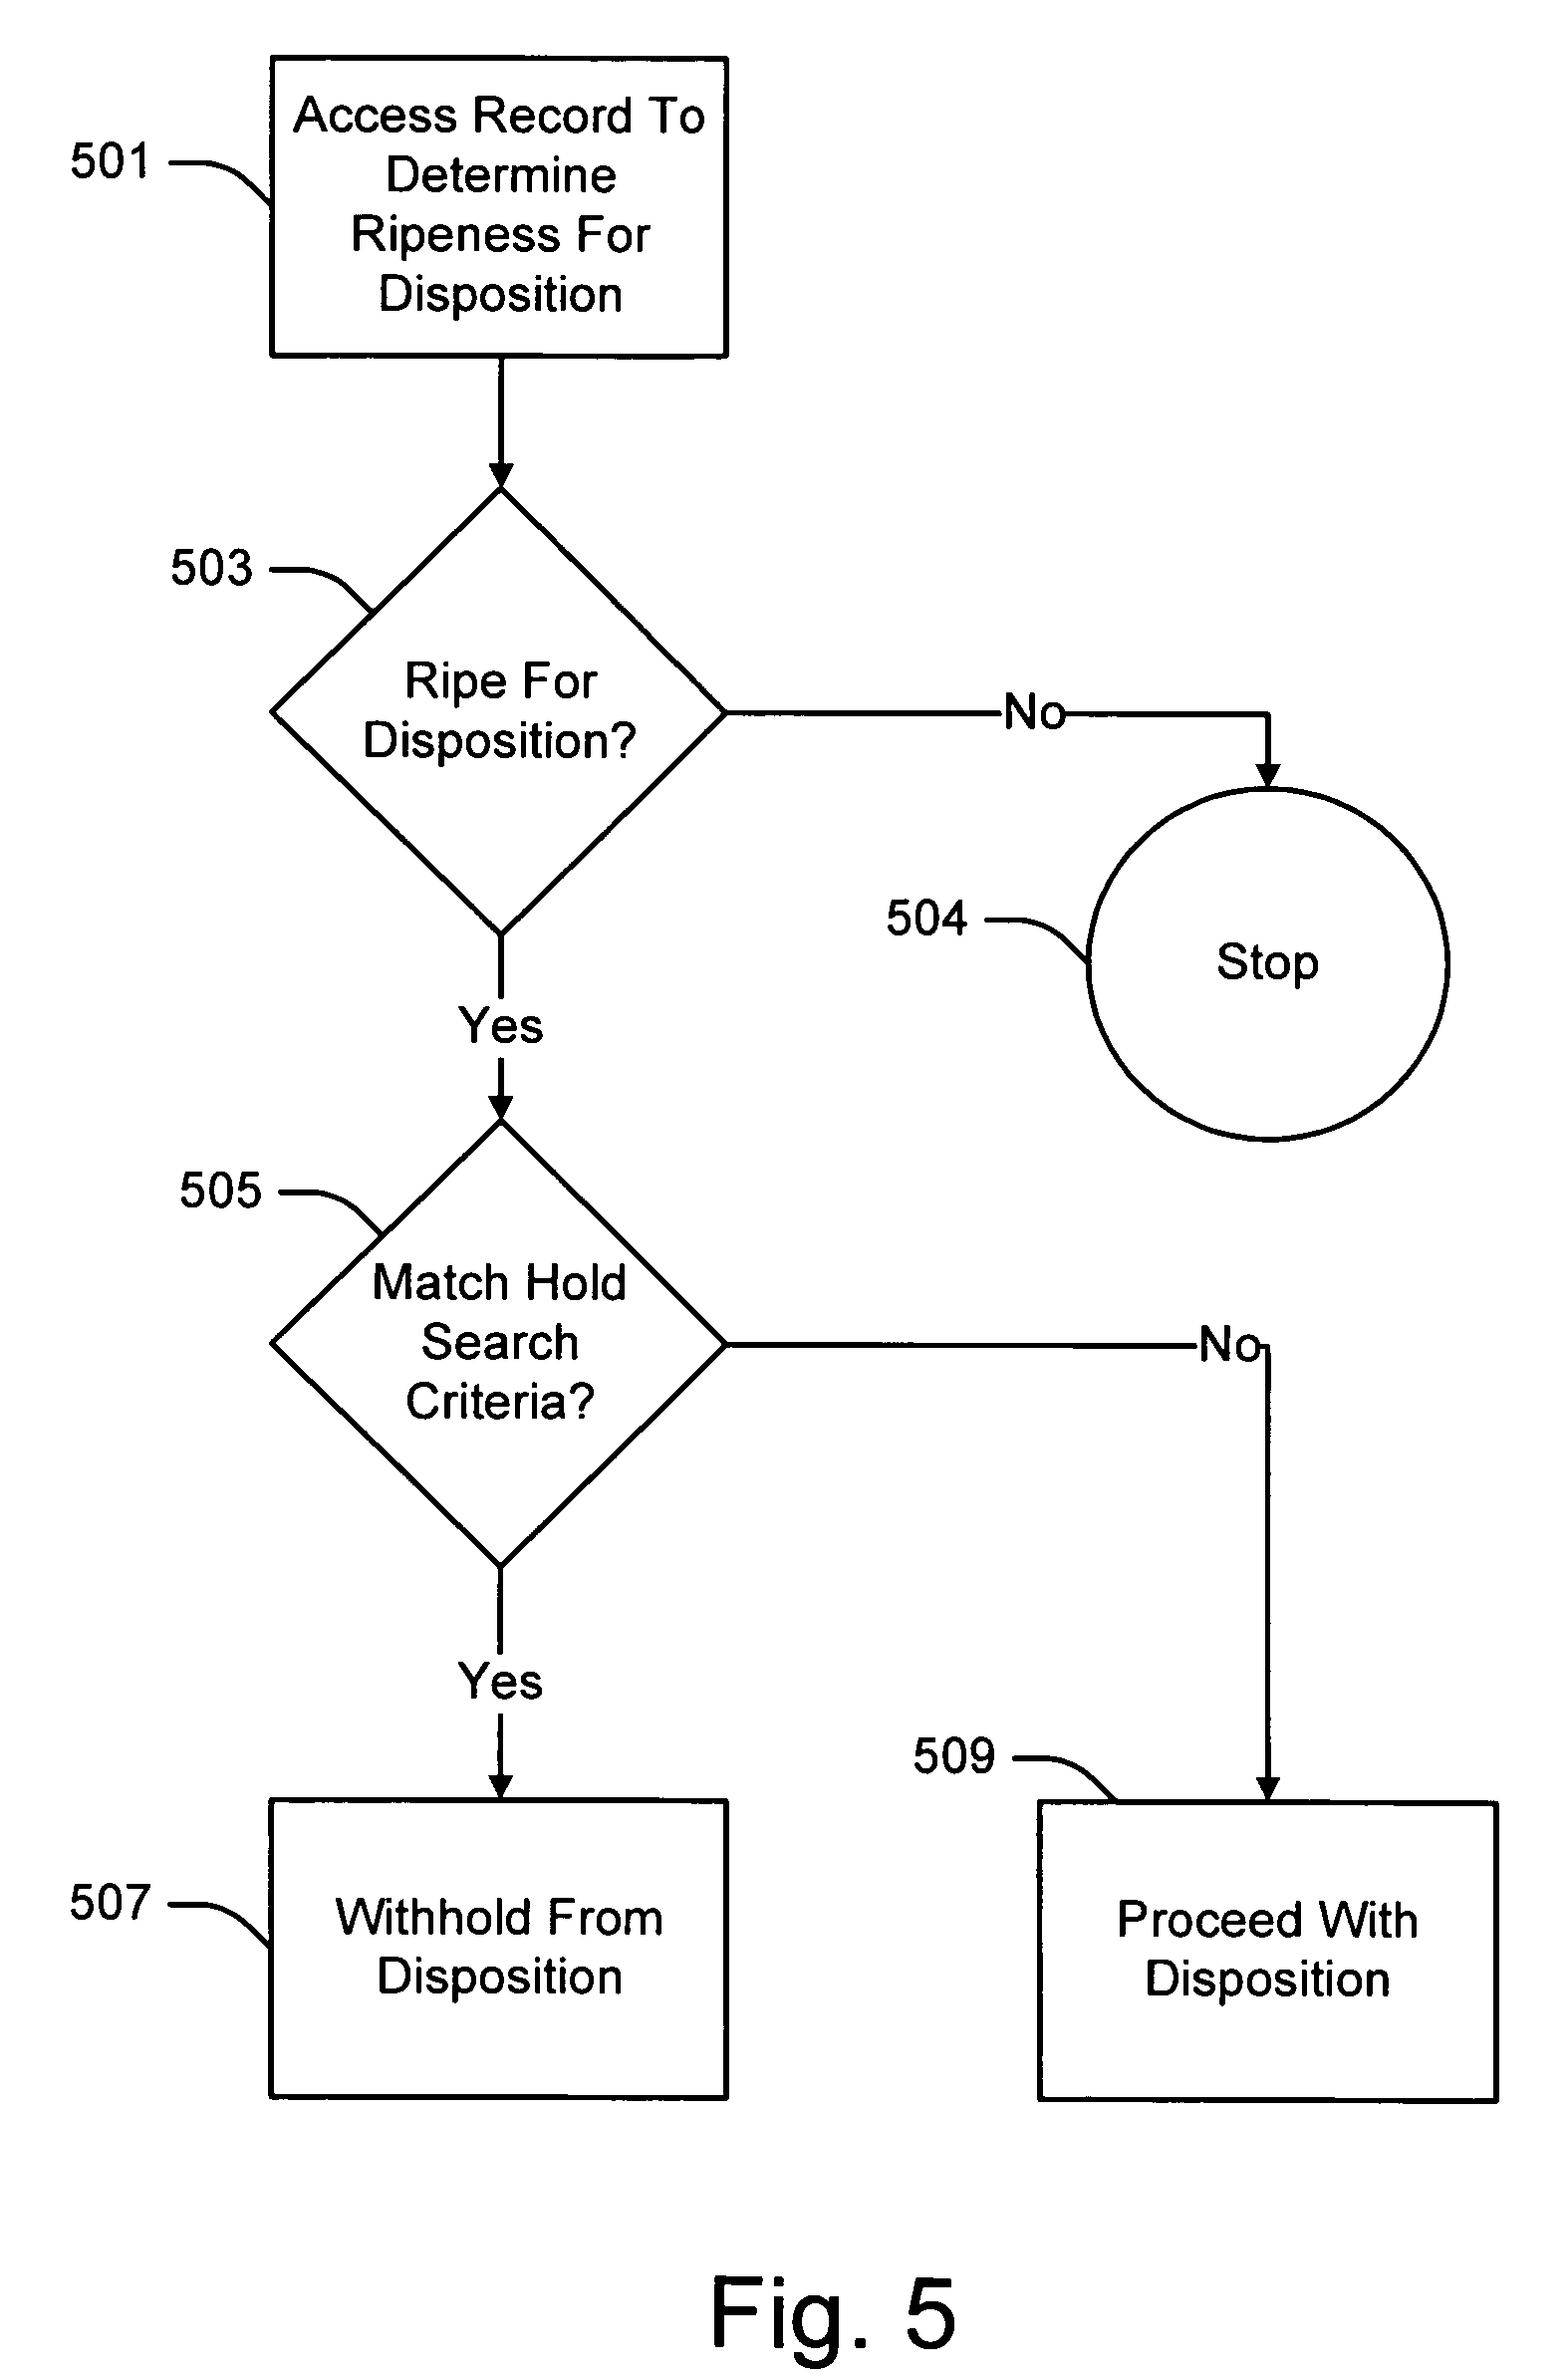 501
Access Record To
Determine
Ripeness For
Disposition
503
Ripe For
Disposition?
No
504
Stop
Yes
505
Match Hold
Search
Criteria?
No
Yes
507
Withhold From
Disposition
509
Proceed With
Disposition
Fig. 5